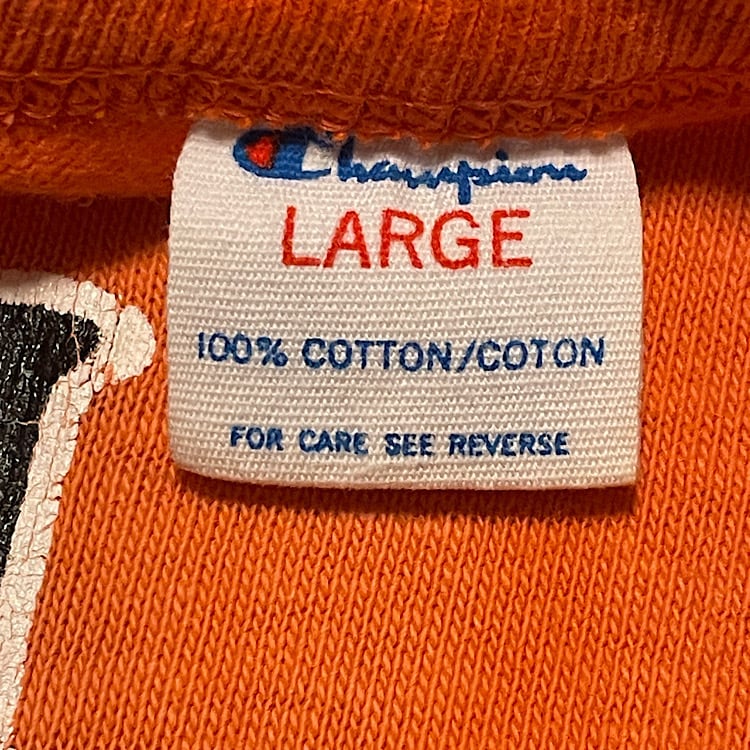 Champion
LARGE
100% COTTON/COTON
FOR CARE SEE REVERSE